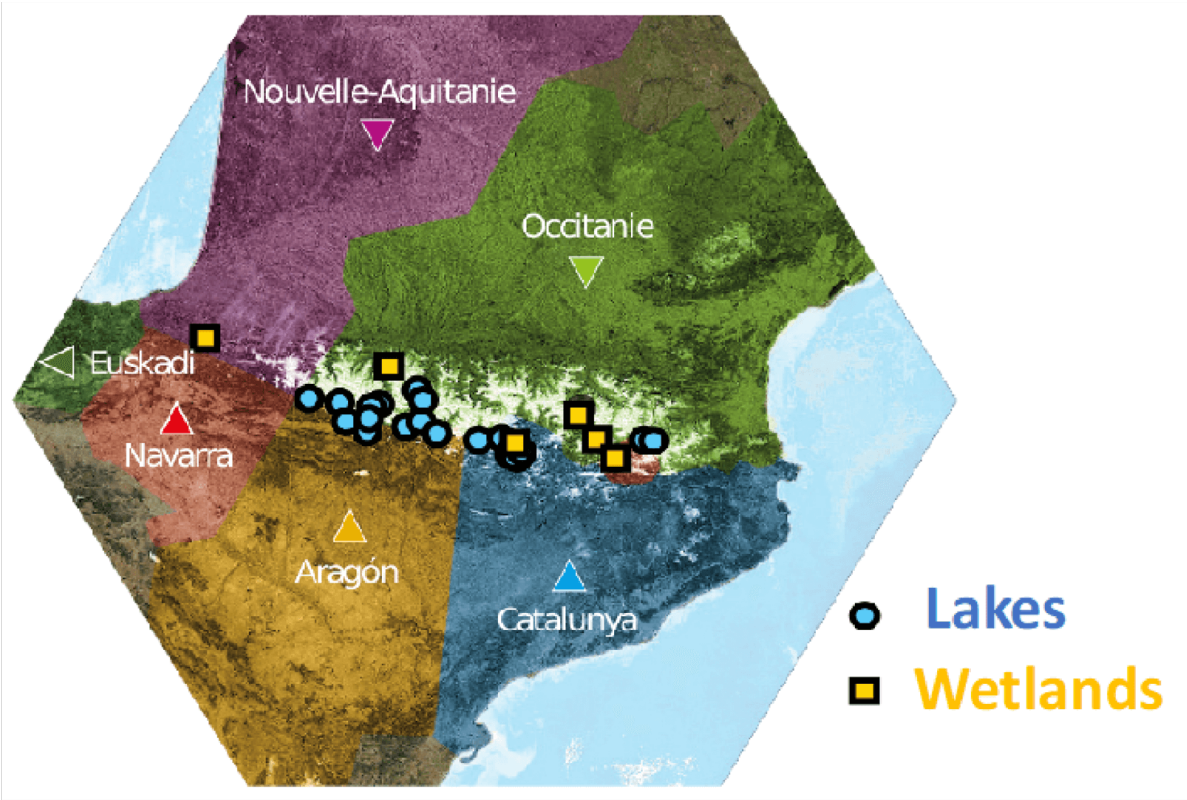 Nouvelle-Aquitanie
Occitanie
Euskadi
Navarra
Aragón
Catalunya
Lakes
Wetlands